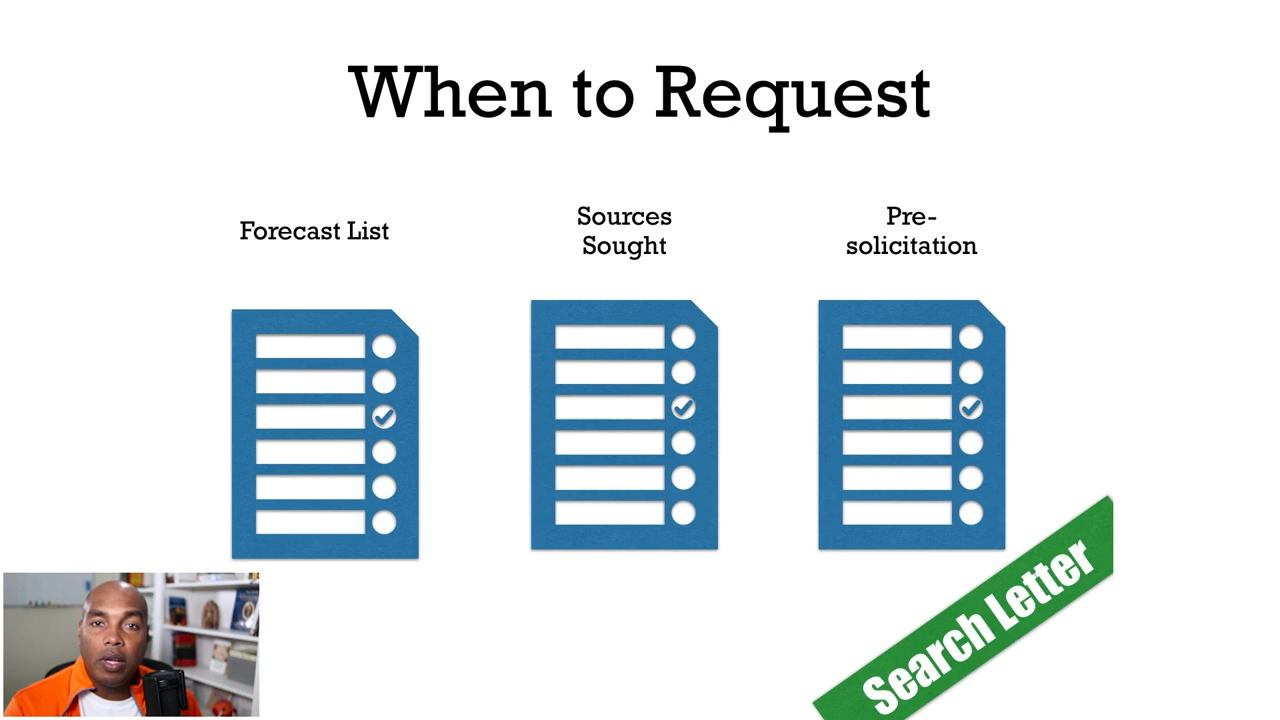 When to Request
Forecast List
Sources
Sought
Pre-
solicitation
Search Letter